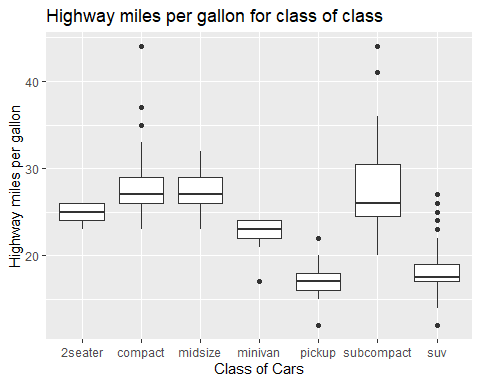 Highway miles per gallon for class of class
Highway miles per gallon
40
30
20
2seater compact midsize minivan pickup subcompact suv
Class of Cars